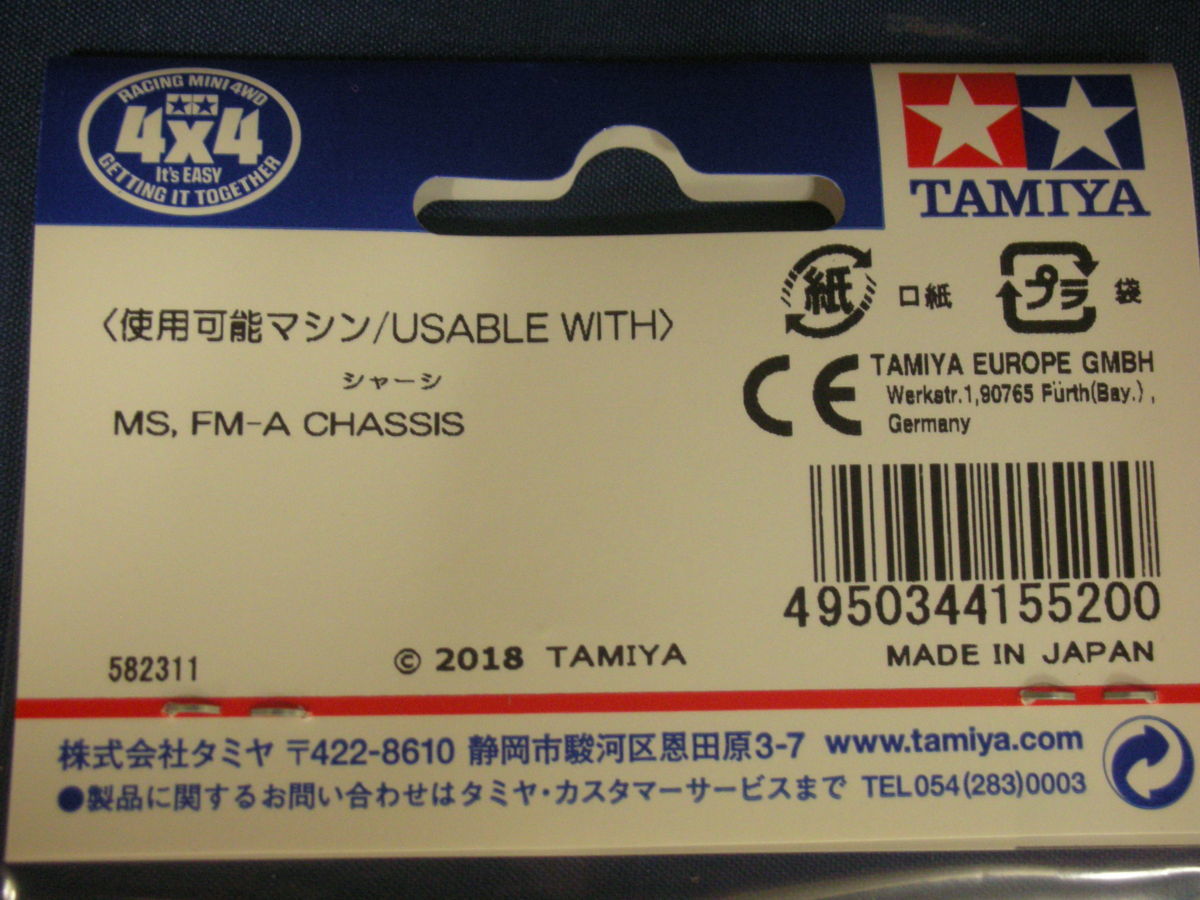 RACING MINI 4WD
4x4
It's EASY
GETTING IT TOGETHER
TAMIYA
紙 口紙 プラ 袋
〈使用可能マシン/USABLE WITH〉
シャーシ
MS, FM-A CHASSIS
TAMIYA EUROPE GMBH
Werkstr.1,90765 Fürth(Bay.),
Germany
CE
4950344155200
MADE IN JAPAN
582311
© 2018 TAMIYA
株式会社タミヤ 〒422-8610 静岡市駿河区恩田原3-7 www.tamiya.com
●製品に関するお問い合わせはタミヤ・カスタマーサービスまで TEL054(283)0003